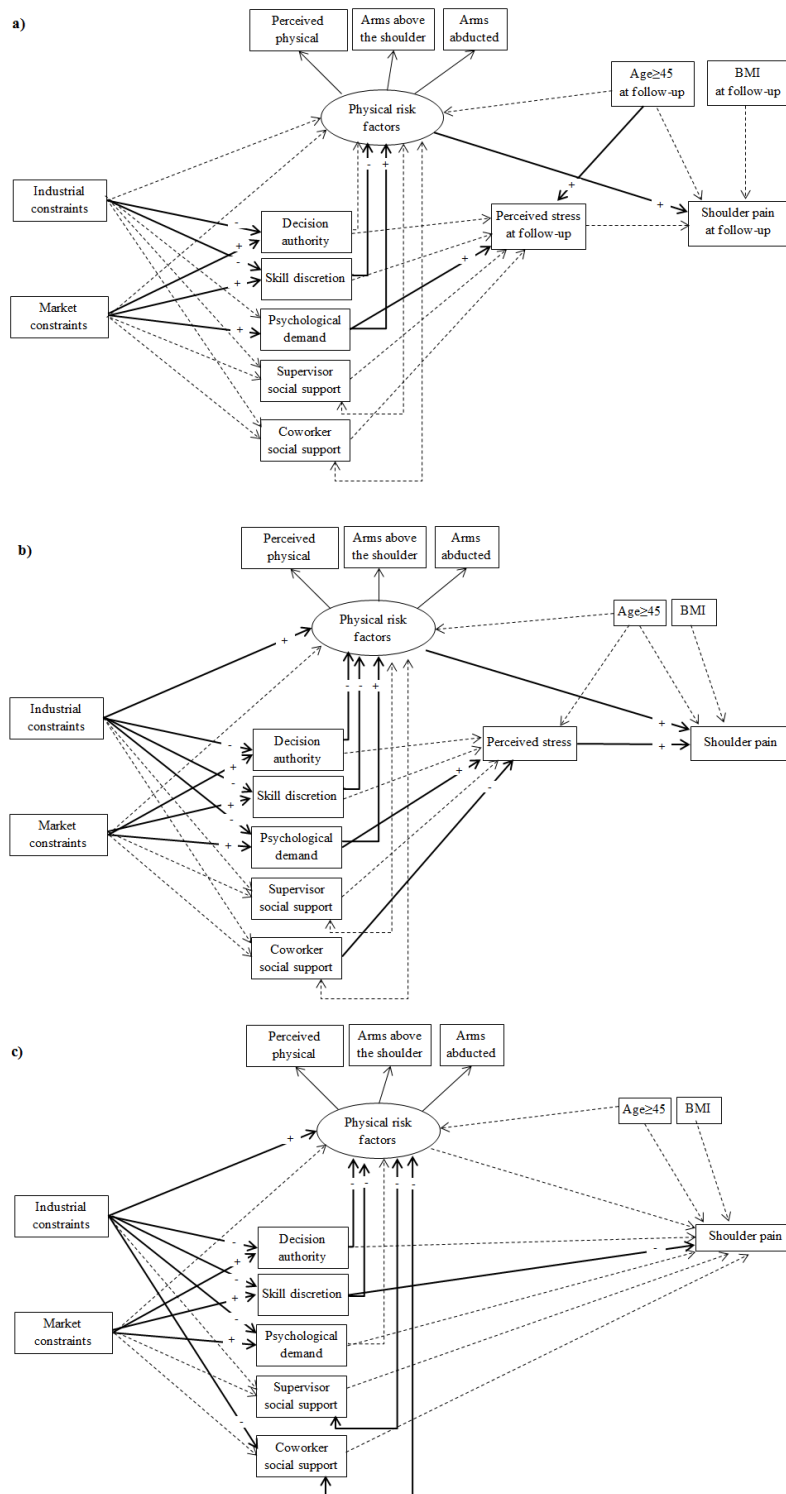 a)
Perceived
physical
Arms above
the shoulder
Arms
abducted
Physical risk
factors
Age≥45
at follow-up
BMI
at follow-up
Industrial
constraints
Market
constraints
Decision
authority
Skill discretion
Psychological
demand
Supervisor
social support
Coworker
social support
Perceived stress
at follow-up
Shoulder pain
at follow-up
-
+
+
+
-
+
-
+
+
+
b)
Perceived
physical
Arms above
the shoulder
Arms
abducted
Physical risk
factors
Age≥45
BMI
Industrial
constraints
Market
constraints
Decision
authority
Skill discretion
Psychological
demand
Supervisor
social support
Coworker
social support
Perceived stress
Shoulder pain
+
-
-
+
+
+
-
+
-
+
-
+
+
-
c)
Perceived
physical
Arms above
the shoulder
Arms
abducted
Physical risk
factors
Age≥45
BMI
Industrial
constraints
Market
constraints
Decision
authority
Skill discretion
Psychological
demand
Supervisor
social support
Coworker
social support
Shoulder pain
+
-
-
-
-
-
+
-
-
+
-
+
-